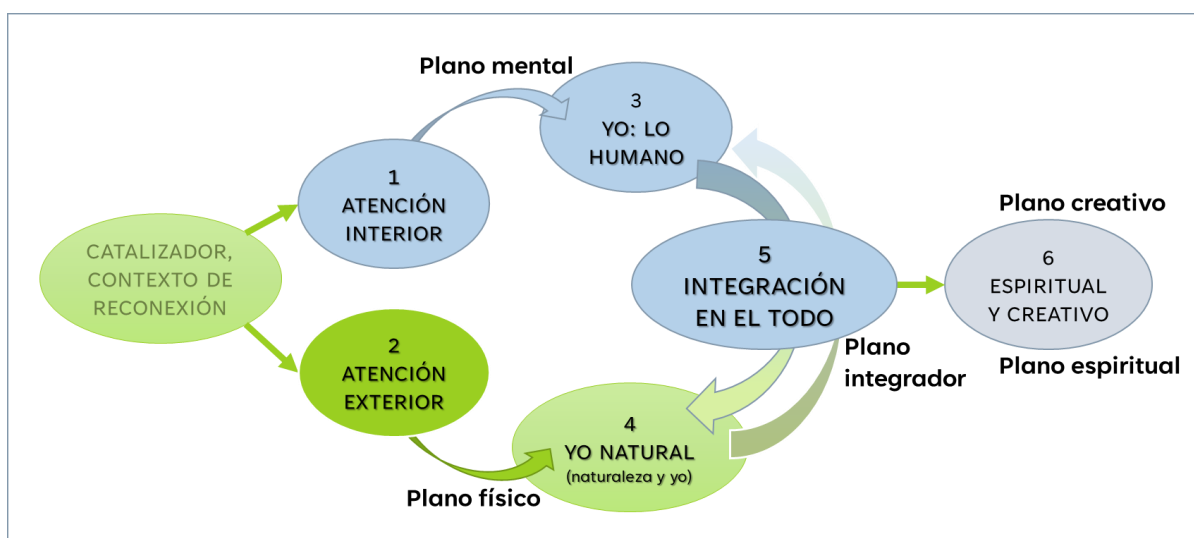 CATALIZADOR,
CONTEXTO DE
RECONEXIÓN
1
ATENCIÓN
INTERIOR
2
ATENCIÓN
EXTERIOR
Plano mental
3
YO: LO
HUMANO
Plano físico
4
YO NATURAL
(naturaleza y yo)
5
INTEGRACIÓN
EN EL TODO
Plano
integrador
Plano creativo
6
ESPIRITUAL
Y CREATIVO
Plano espiritual